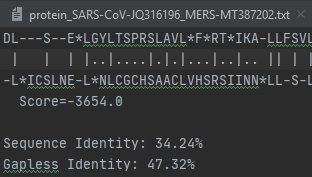 protein_SARS-CoV-JQ316196_MERS-MT387202.txt
DL---S--E*LGYLTSPRSLAVL*F*RT*IKA-LLFSVL
| | | |..|....|.|.|...|..|.. || | |
-L*ICSLNE-L*NLCGCHSAACLVHSRSIINN*LL-S-L
Score=-3654.0
Sequence Identity: 34.24%
Gapless Identity: 47.32%